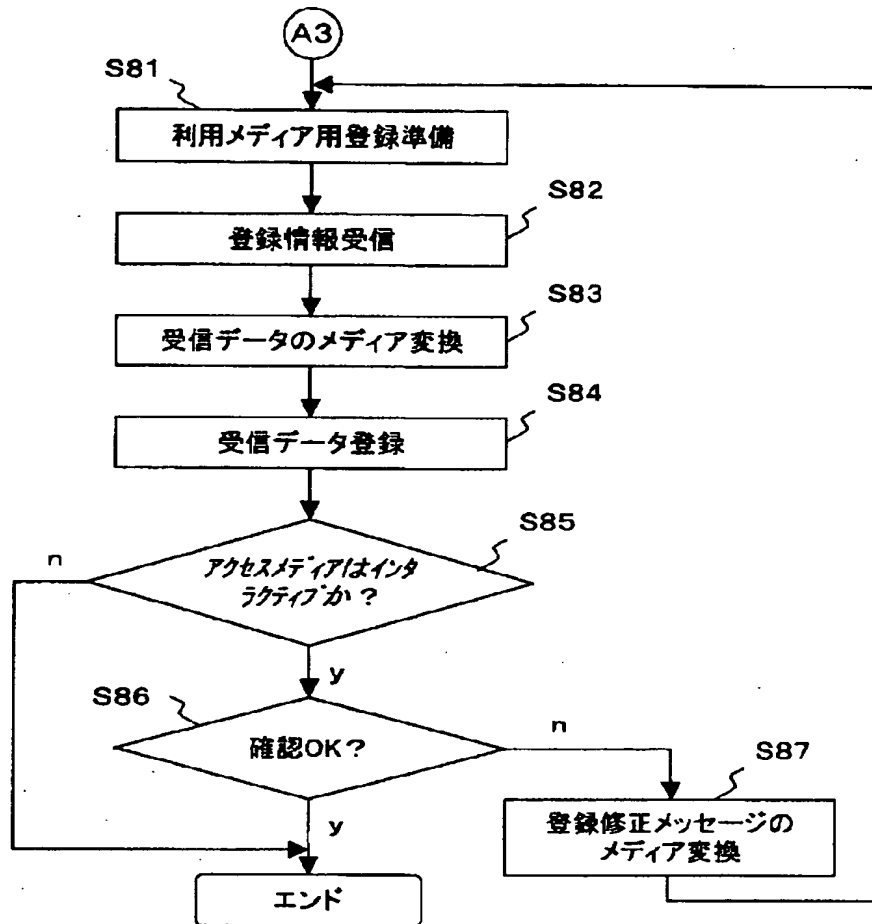 A3
S81
利用メディア用登録準備
S82
登録情報受信
S83
受信データのメディア変換
S84
受信データ登録
S85
n
アクセスメディアはインタ
ラクティブか？
y
S86
確認OK？
n
S87
登録修正メッセージの
メディア変換
y
エンド